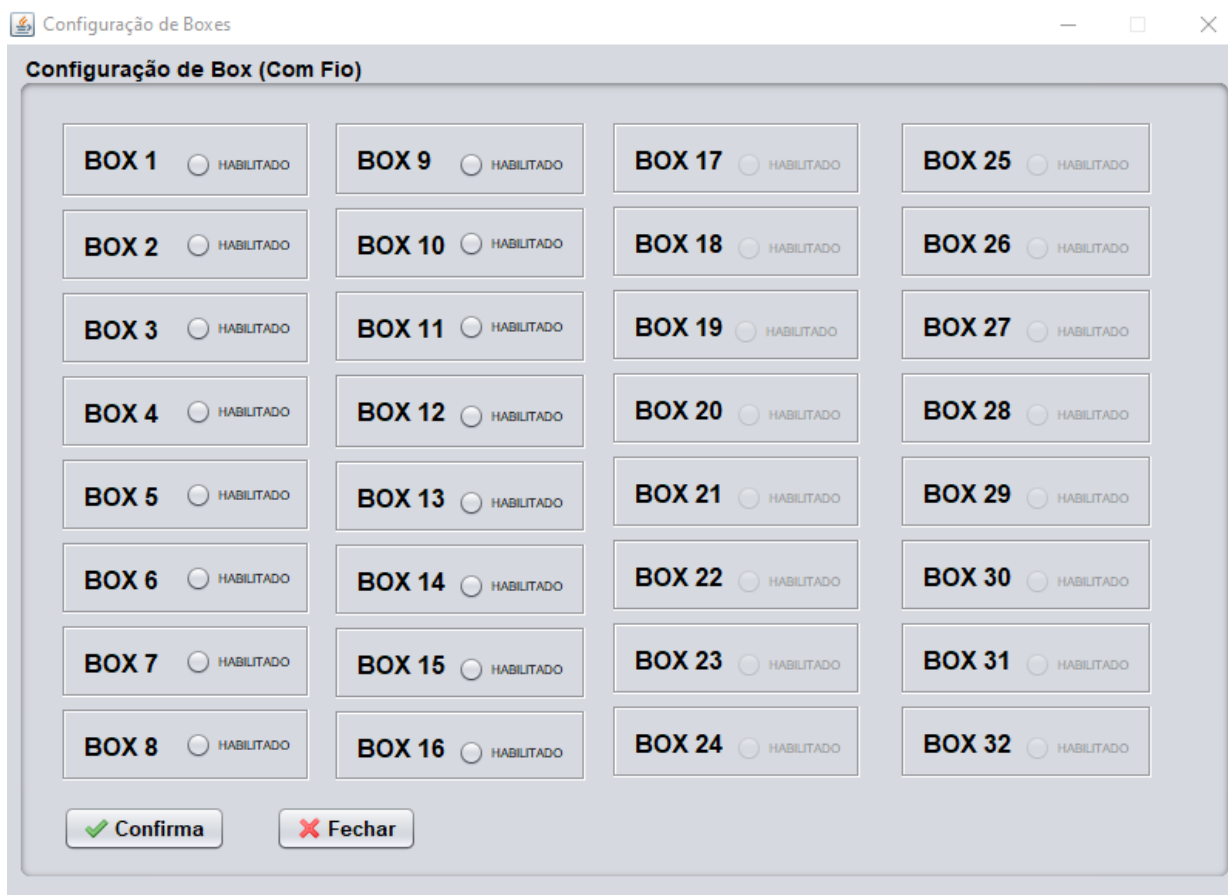 Configuração de Boxes
Configuração de Box (Com Fio)
BOX 1 HABILITADO
BOX 9 HABILITADO
BOX 17 HABILITADO
BOX 25 HABILITADO
BOX 2 HABILITADO
BOX 10 HABILITADO
BOX 18 HABILITADO
BOX 26 HABILITADO
BOX 3 HABILITADO
BOX 11 HABILITADO
BOX 19 HABILITADO
BOX 27 HABILITADO
BOX 4 HABILITADO
BOX 12 HABILITADO
BOX 20 HABILITADO
BOX 28 HABILITADO
BOX 5 HABILITADO
BOX 13 HABILITADO
BOX 21 HABILITADO
BOX 29 HABILITADO
BOX 6 HABILITADO
BOX 14 HABILITADO
BOX 22 HABILITADO
BOX 30 HABILITADO
BOX 7 HABILITADO
BOX 15 HABILITADO
BOX 23 HABILITADO
BOX 31 HABILITADO
BOX 8 HABILITADO
BOX 16 HABILITADO
BOX 24 HABILITADO
BOX 32 HABILITADO
Confirma
Fechar